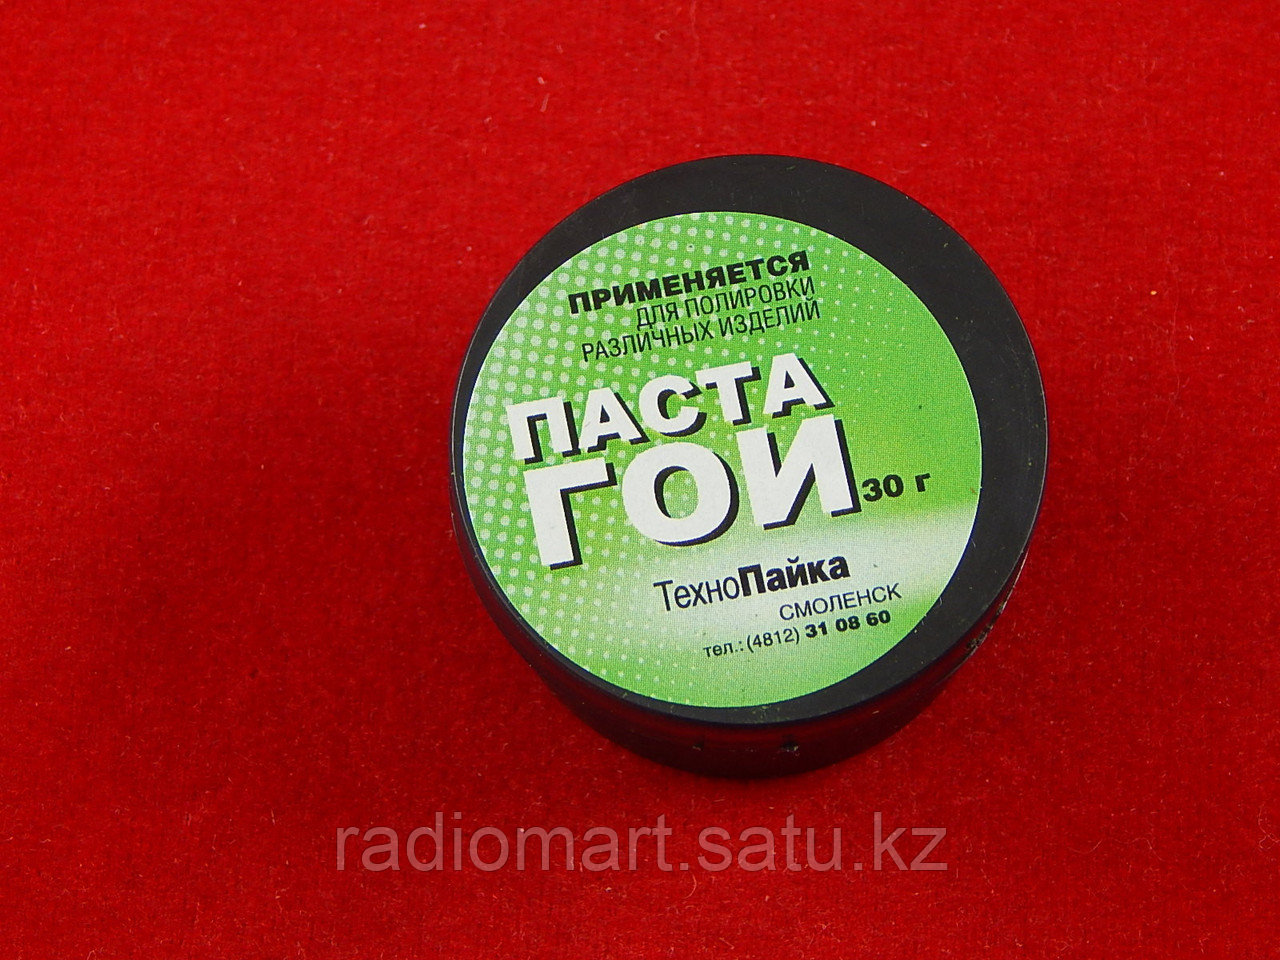 ПРИМЕНЯЕТСЯ
ДЛЯ ПОЛИРОВКИ
РАЗЛИЧНЫХ ИЗДЕЛИЙ
ПАСТА
ГОИ 30 г
ТехноПайка
СМОЛЕНСК
тел.: (4812) 31 08 60
radiomart.satu.kz